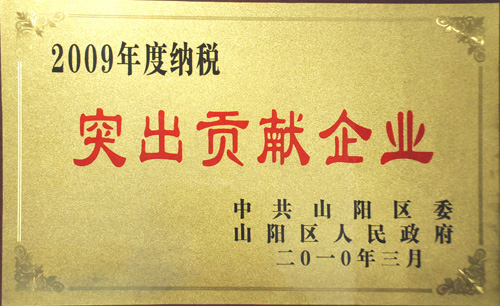 2009年度纳税
突出贡献企业
中共山阳区委
山阳区人民政府
二〇一〇年三月